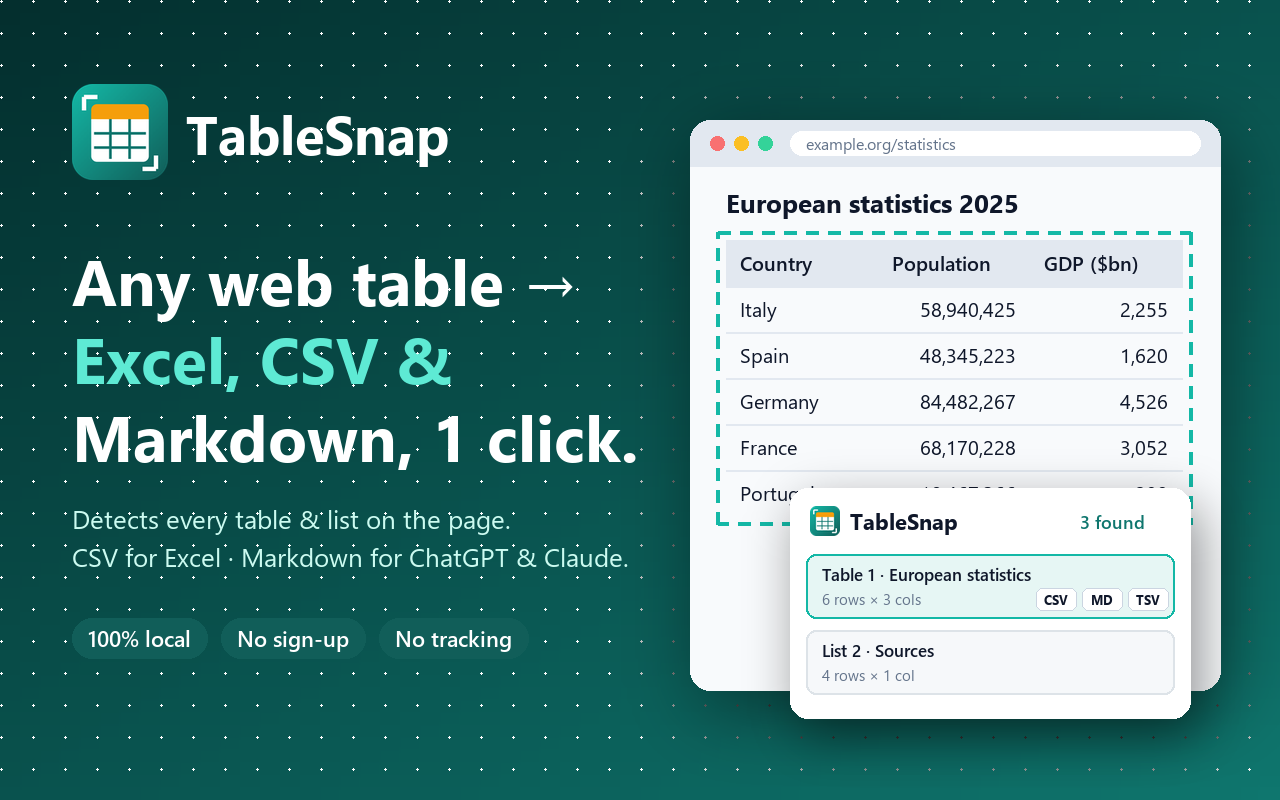 TableSnap
Any web table →
Excel, CSV &
Markdown, 1 click.
Detects every table & list on the page.
CSV for Excel · Markdown for ChatGPT & Claude.
100% local No sign-up No tracking
example.org/statistics
European statistics 2025
Country Population GDP ($bn)
Italy 58,940,425 2,255
Spain 48,345,223 1,620
Germany 84,482,267 4,526
France 68,170,228 3,052
TableSnap 3 found
Table 1 · European statistics
6 rows × 3 cols CSV MD TSV
List 2 · Sources
4 rows × 1 col